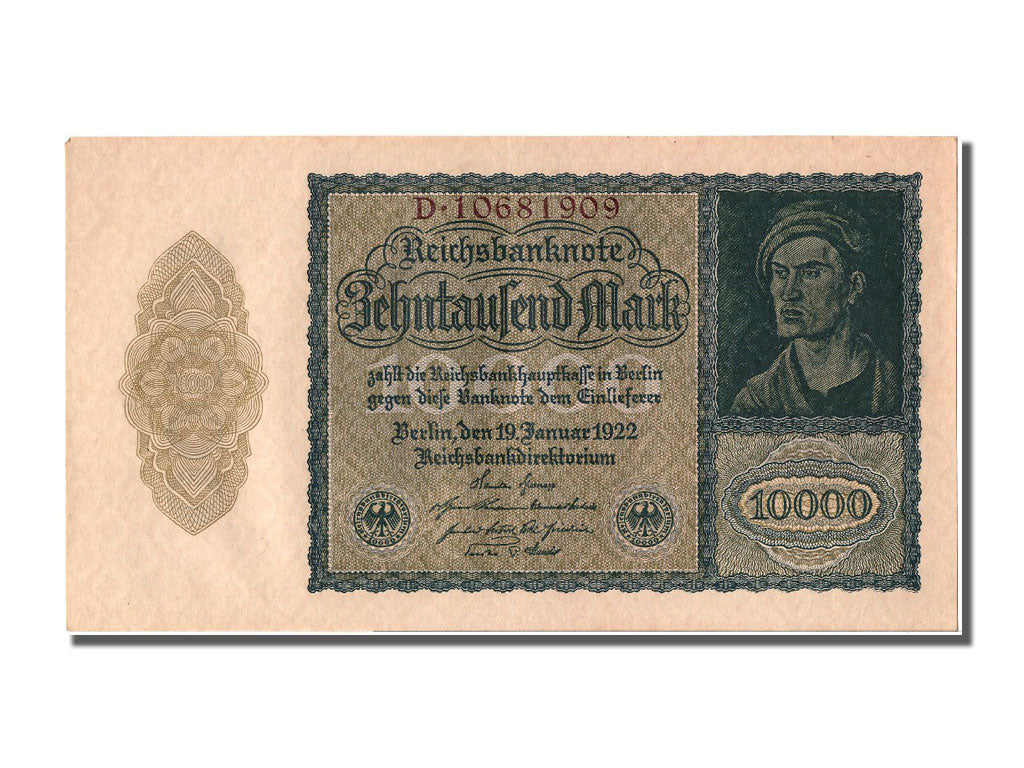 D·10681909
Reichsbanknote
Zehntausend Mark
10000
zahlt die Reichsbankhauptkasse in Berlin
gegen diese Banknote dem Einlieferer
Berlin, den 19. Januar 1922
Reichsbankdirektorium
10000